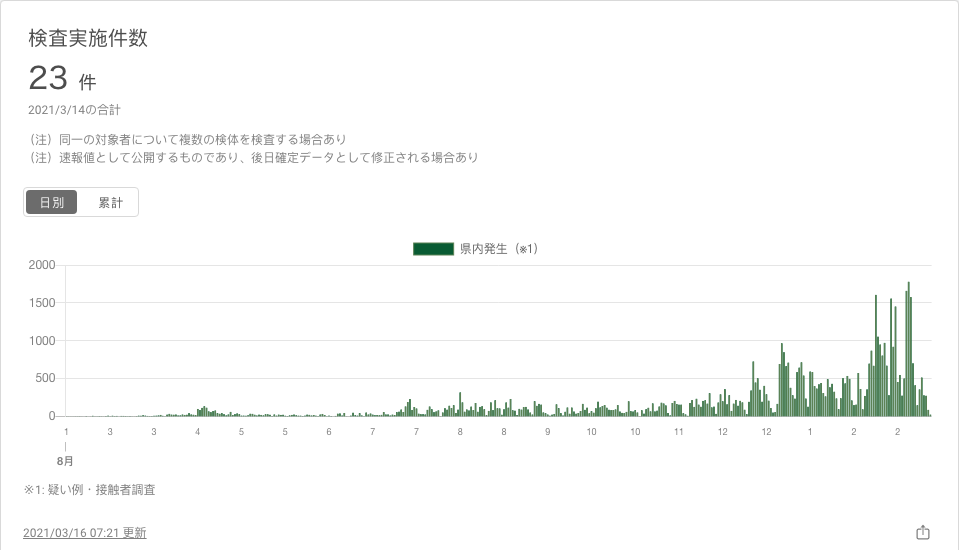 検査実施件数
23 件
2021/3/14の合計
（注）同一の対象者について複数の検体を検査する場合あり
（注）速報値として公開するものであり、後日確定データとして修正される場合あり
日別 累計
県内発生（※1）
2000
1500
1000
500
0
1 3 3 4 5 5 6 7 7 8 8 9 10 10 11 12 12 1 2 2
8月
※1: 疑い例・接触者調査
2021/03/16 07:21 更新